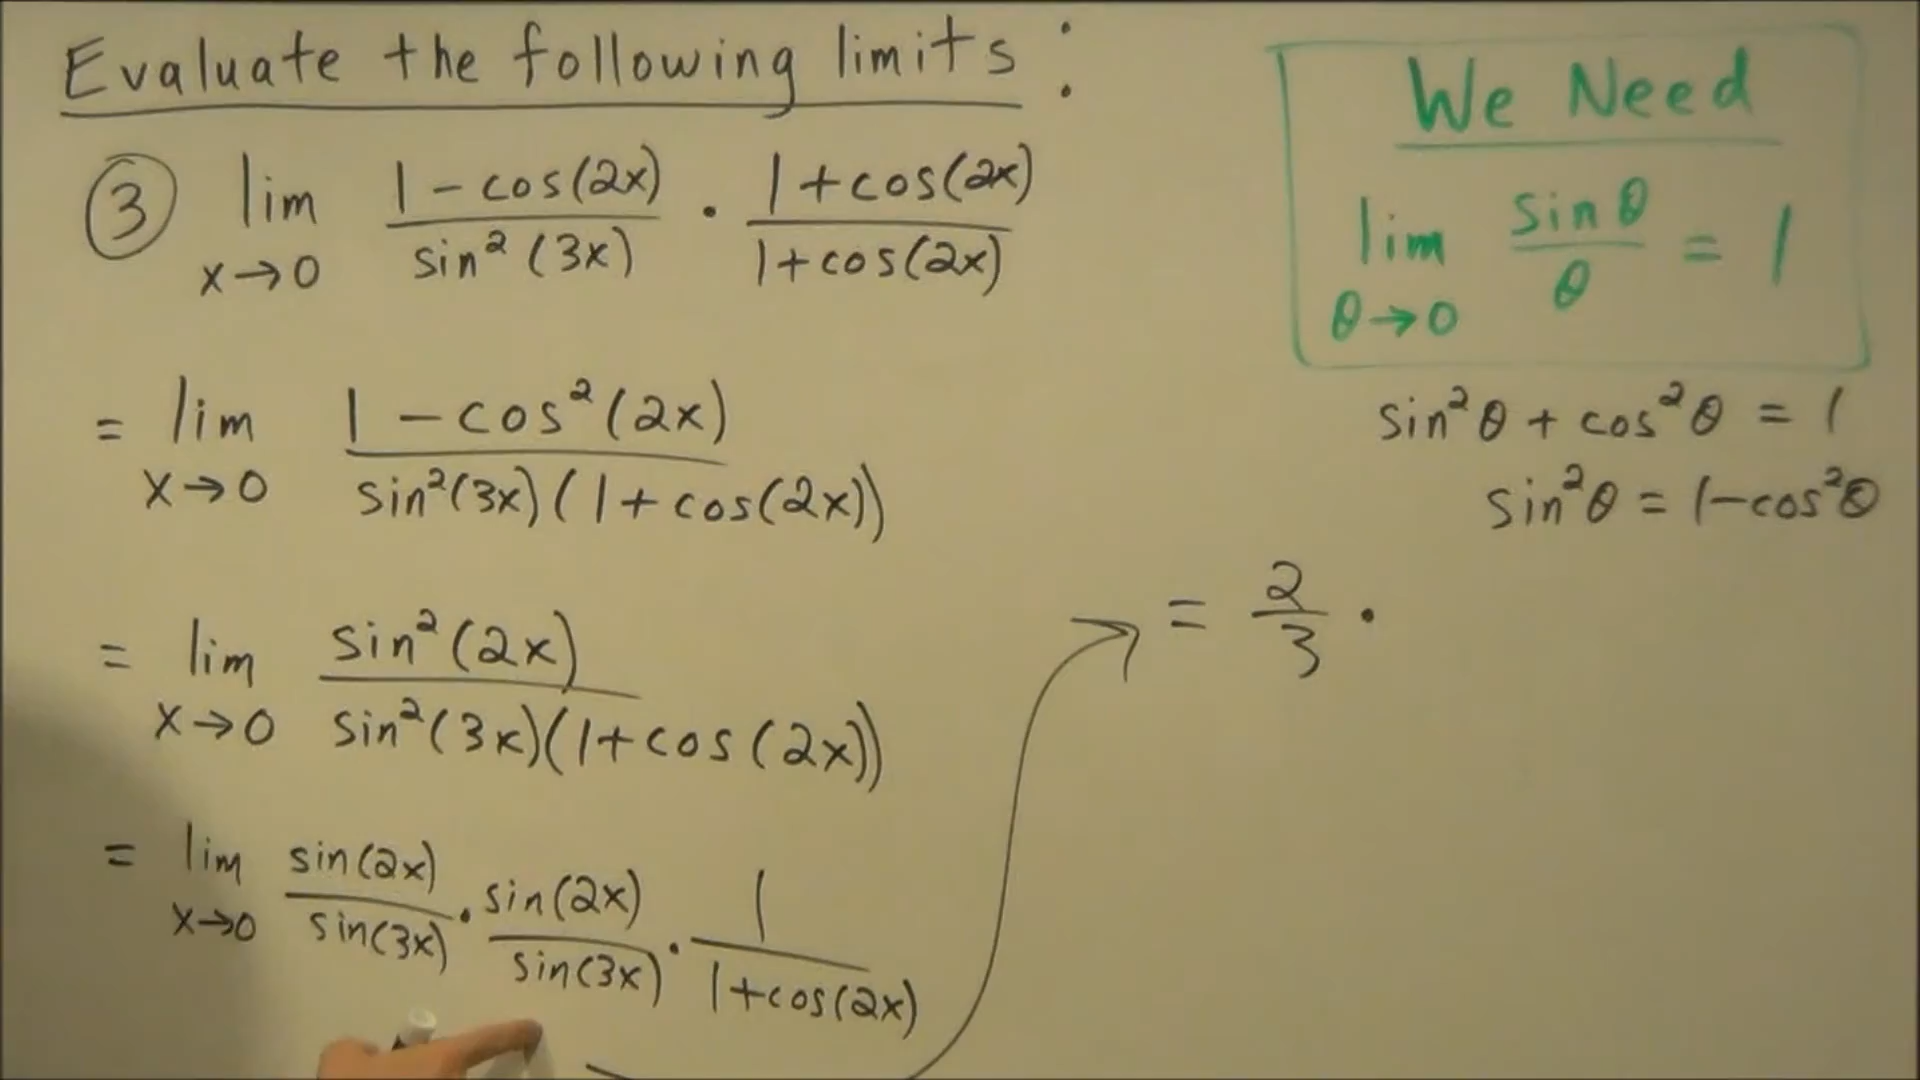 Evaluate the following limits:
③ lim x→0 (1 - cos(2x))/(sin²(3x)) · (1 + cos(2x))/(1 + cos(2x))
= lim x→0 (1 - cos²(2x))/(sin²(3x)(1 + cos(2x)))
= lim x→0 (sin²(2x))/(sin²(3x)(1 + cos(2x)))
= lim x→0 sin(2x)/sin(3x) · sin(2x)/sin(3x) · 1/(1 + cos(2x))
We Need
lim θ→0 sin θ/θ = 1
sin²θ + cos²θ = 1
sin²θ = 1 - cos²θ
= 2/3 ·